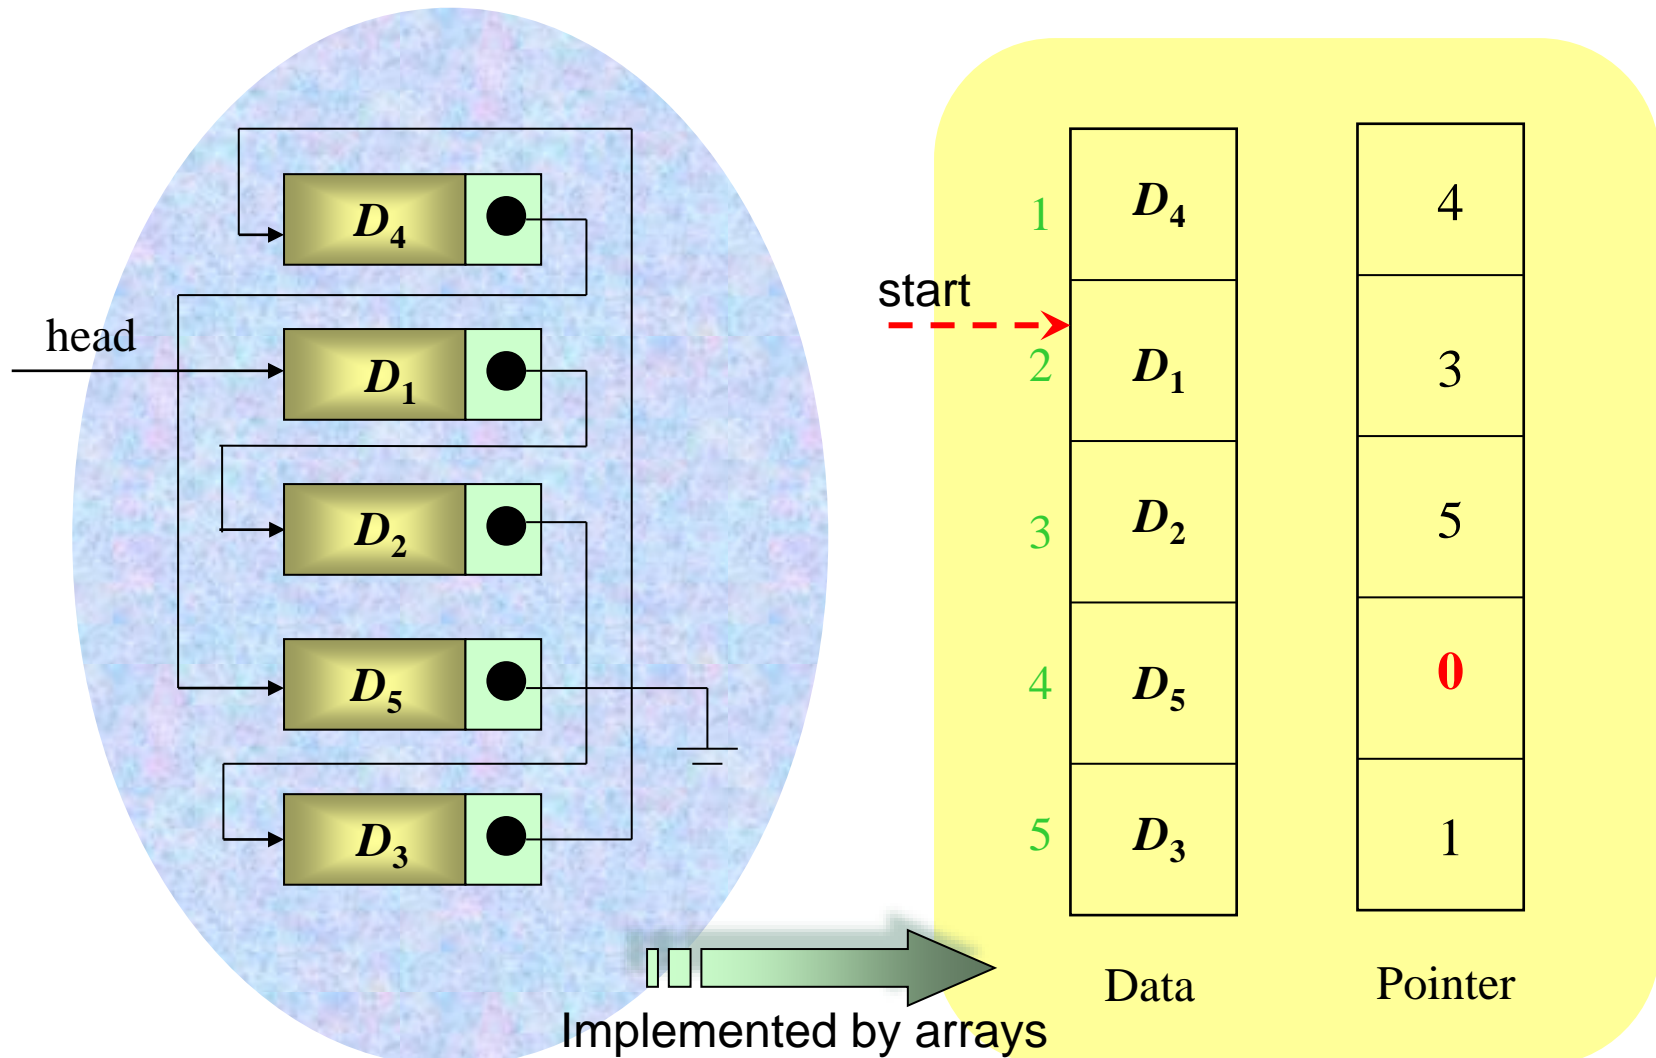 D4
head
D1
D2
D5
D3
start
1 D4 4
2 D1 3
3 D2 5
4 D5 0
5 D3 1
Data Pointer
Implemented by arrays